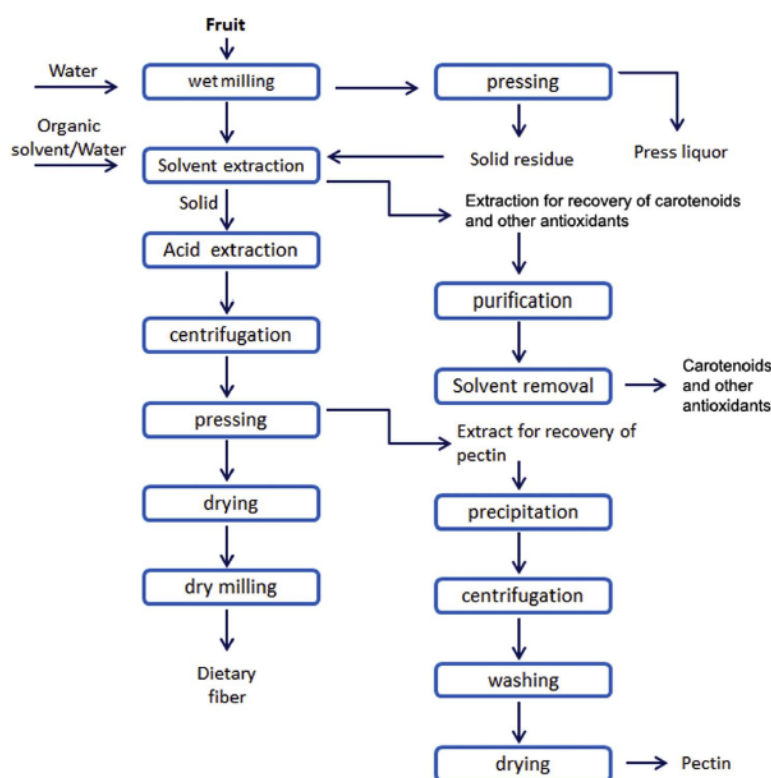 Fruit
Water
wet milling
pressing
Organic
solvent/Water
Solvent extraction
Solid residue
Press liquor
Solid
Extraction for recovery of carotenoids
and other antioxidants
Acid extraction
purification
centrifugation
Solvent removal
Carotenoids
and other
antioxidants
pressing
Extract for recovery of
pectin
drying
precipitation
dry milling
centrifugation
Dietary
fiber
washing
drying
Pectin